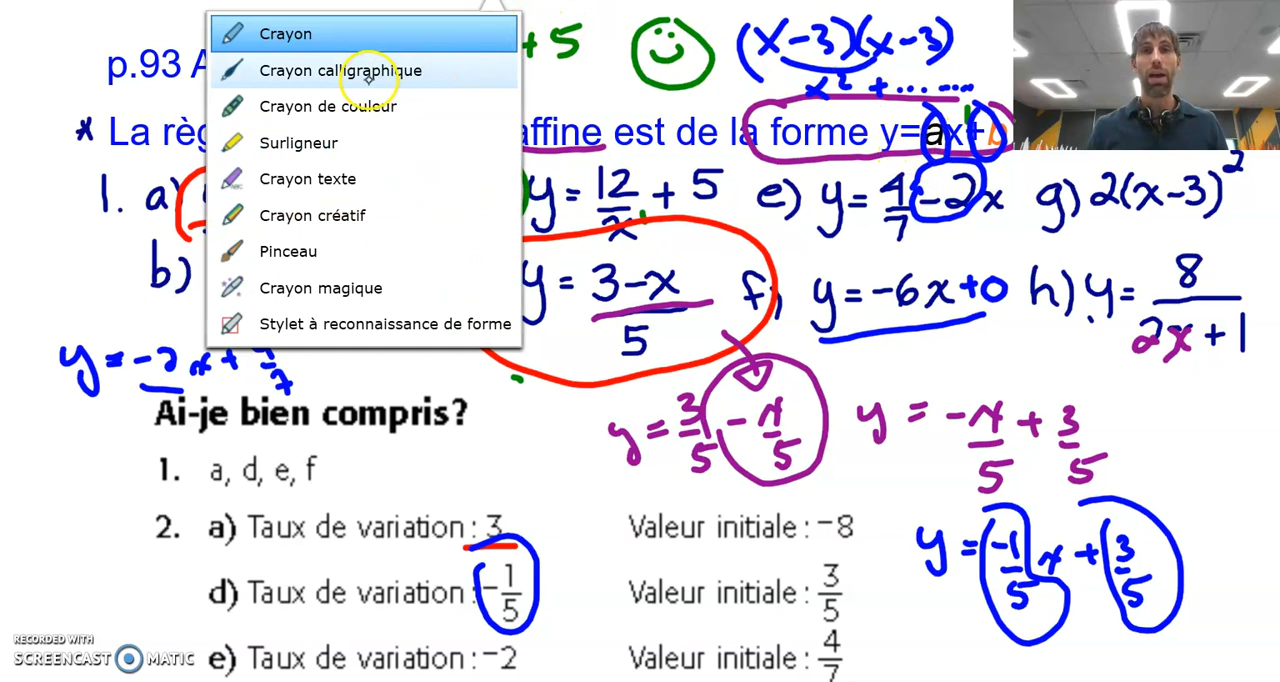 Crayon
Crayon calligraphique
Crayon de couleur
Surligneur
Crayon texte
Crayon créatif
Pinceau
Crayon magique
Stylet à reconnaissance de forme
+ 5
(x-3)(x-3)
x² + ........
p.93 A
* La règ affine est de la forme y=ax+b
1. a) y = 12/x + 5 e) y = 4/7 -2x g) 2(x-3)²
b) y = 3-x/5 f) y = -6x+0 h) y = 8/2x+1
y = -2x + 4/7
y = 3/5 - x/5 y = -x/5 + 3/5
Ai-je bien compris?
1. a, d, e, f
2. a) Taux de variation : 3 Valeur initiale : -8
y = -1/5 x + 3/5
d) Taux de variation : -1/5 Valeur initiale : 3/5
e) Taux de variation : -2 Valeur initiale : 4/7
RECORDED WITH
SCREENCAST MATIC